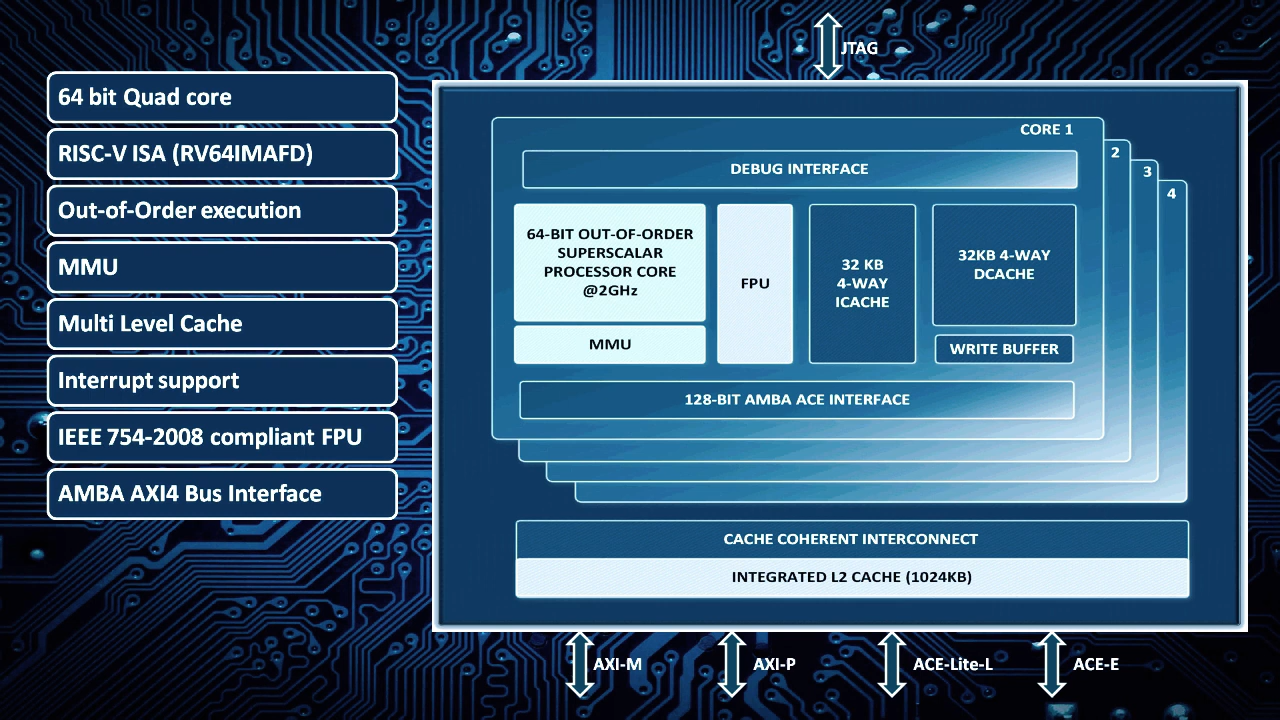 JTAG
64 bit Quad core
RISC-V ISA (RV64IMAFD)
Out-of-Order execution
MMU
Multi Level Cache
Interrupt support
IEEE 754-2008 compliant FPU
AMBA AXI4 Bus Interface
CORE 1
2
3
4
DEBUG INTERFACE
64-BIT OUT-OF-ORDER
SUPERSCALAR
PROCESSOR CORE
@2GHz
MMU
FPU
32 KB
4-WAY
ICACHE
32KB 4-WAY
DCACHE
WRITE BUFFER
128-BIT AMBA ACE INTERFACE
CACHE COHERENT INTERCONNECT
INTEGRATED L2 CACHE (1024KB)
AXI-M
AXI-P
ACE-Lite-L
ACE-E